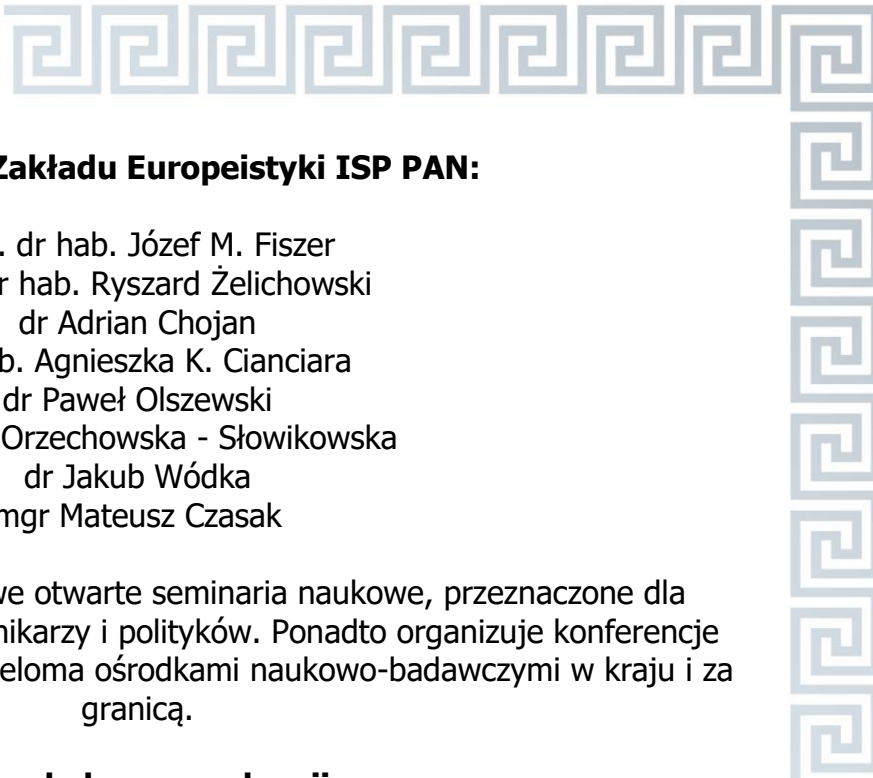 Zakładu Europeistyki ISP PAN:
. dr hab. Józef M. Fiszer
r hab. Ryszard Żelichowski
dr Adrian Chojan
b. Agnieszka K. Cianciara
dr Paweł Olszewski
Orzechowska - Słowikowska
dr Jakub Wódka
mgr Mateusz Czasak
we otwarte seminaria naukowe, przeznaczone dla
nikarzy i polityków. Ponadto organizuje konferencje
eloma ośrodkami naukowo-badawczymi w kraju i za
granicą.